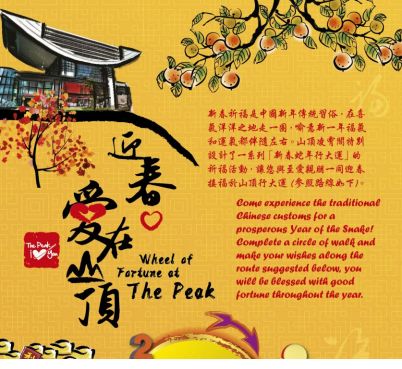 迎春
愛在山頂
The Peak
I You
Wheel of
Fortune at
The Peak
新春祈福是中國新年傳統習俗，在喜
氣洋洋之地走一圈，喻意新一年福氣
和運氣都伴隨左右。山頂凌霄閣特別
設計了一系列「新春蛇年行大運」的
祈福活動，讓您與至愛親朋一同迎春
接福於山頂行大運 (參照路線如下)。
Come experience the traditional
Chinese customs for a
prosperous Year of the Snake!
Complete a circle of walk and
make your wishes along the
route suggested below, you
will be blessed with good
fortune throughout the year.
2